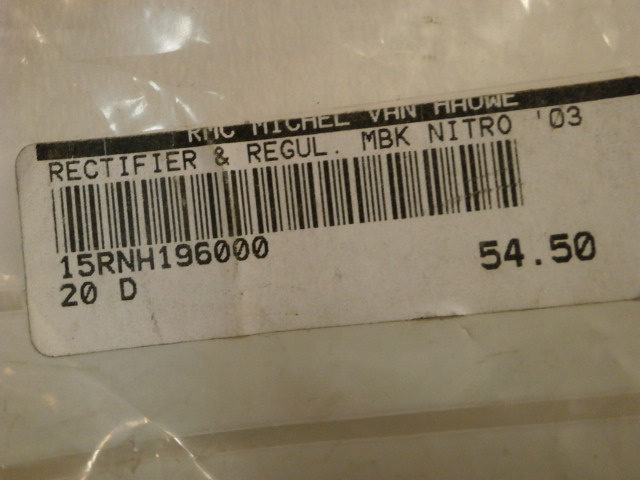 RMC MICHEL VAN HAUWE
RECTIFIER & REGUL. MBK NITRO '03
15RNH196000
54.50
20 D